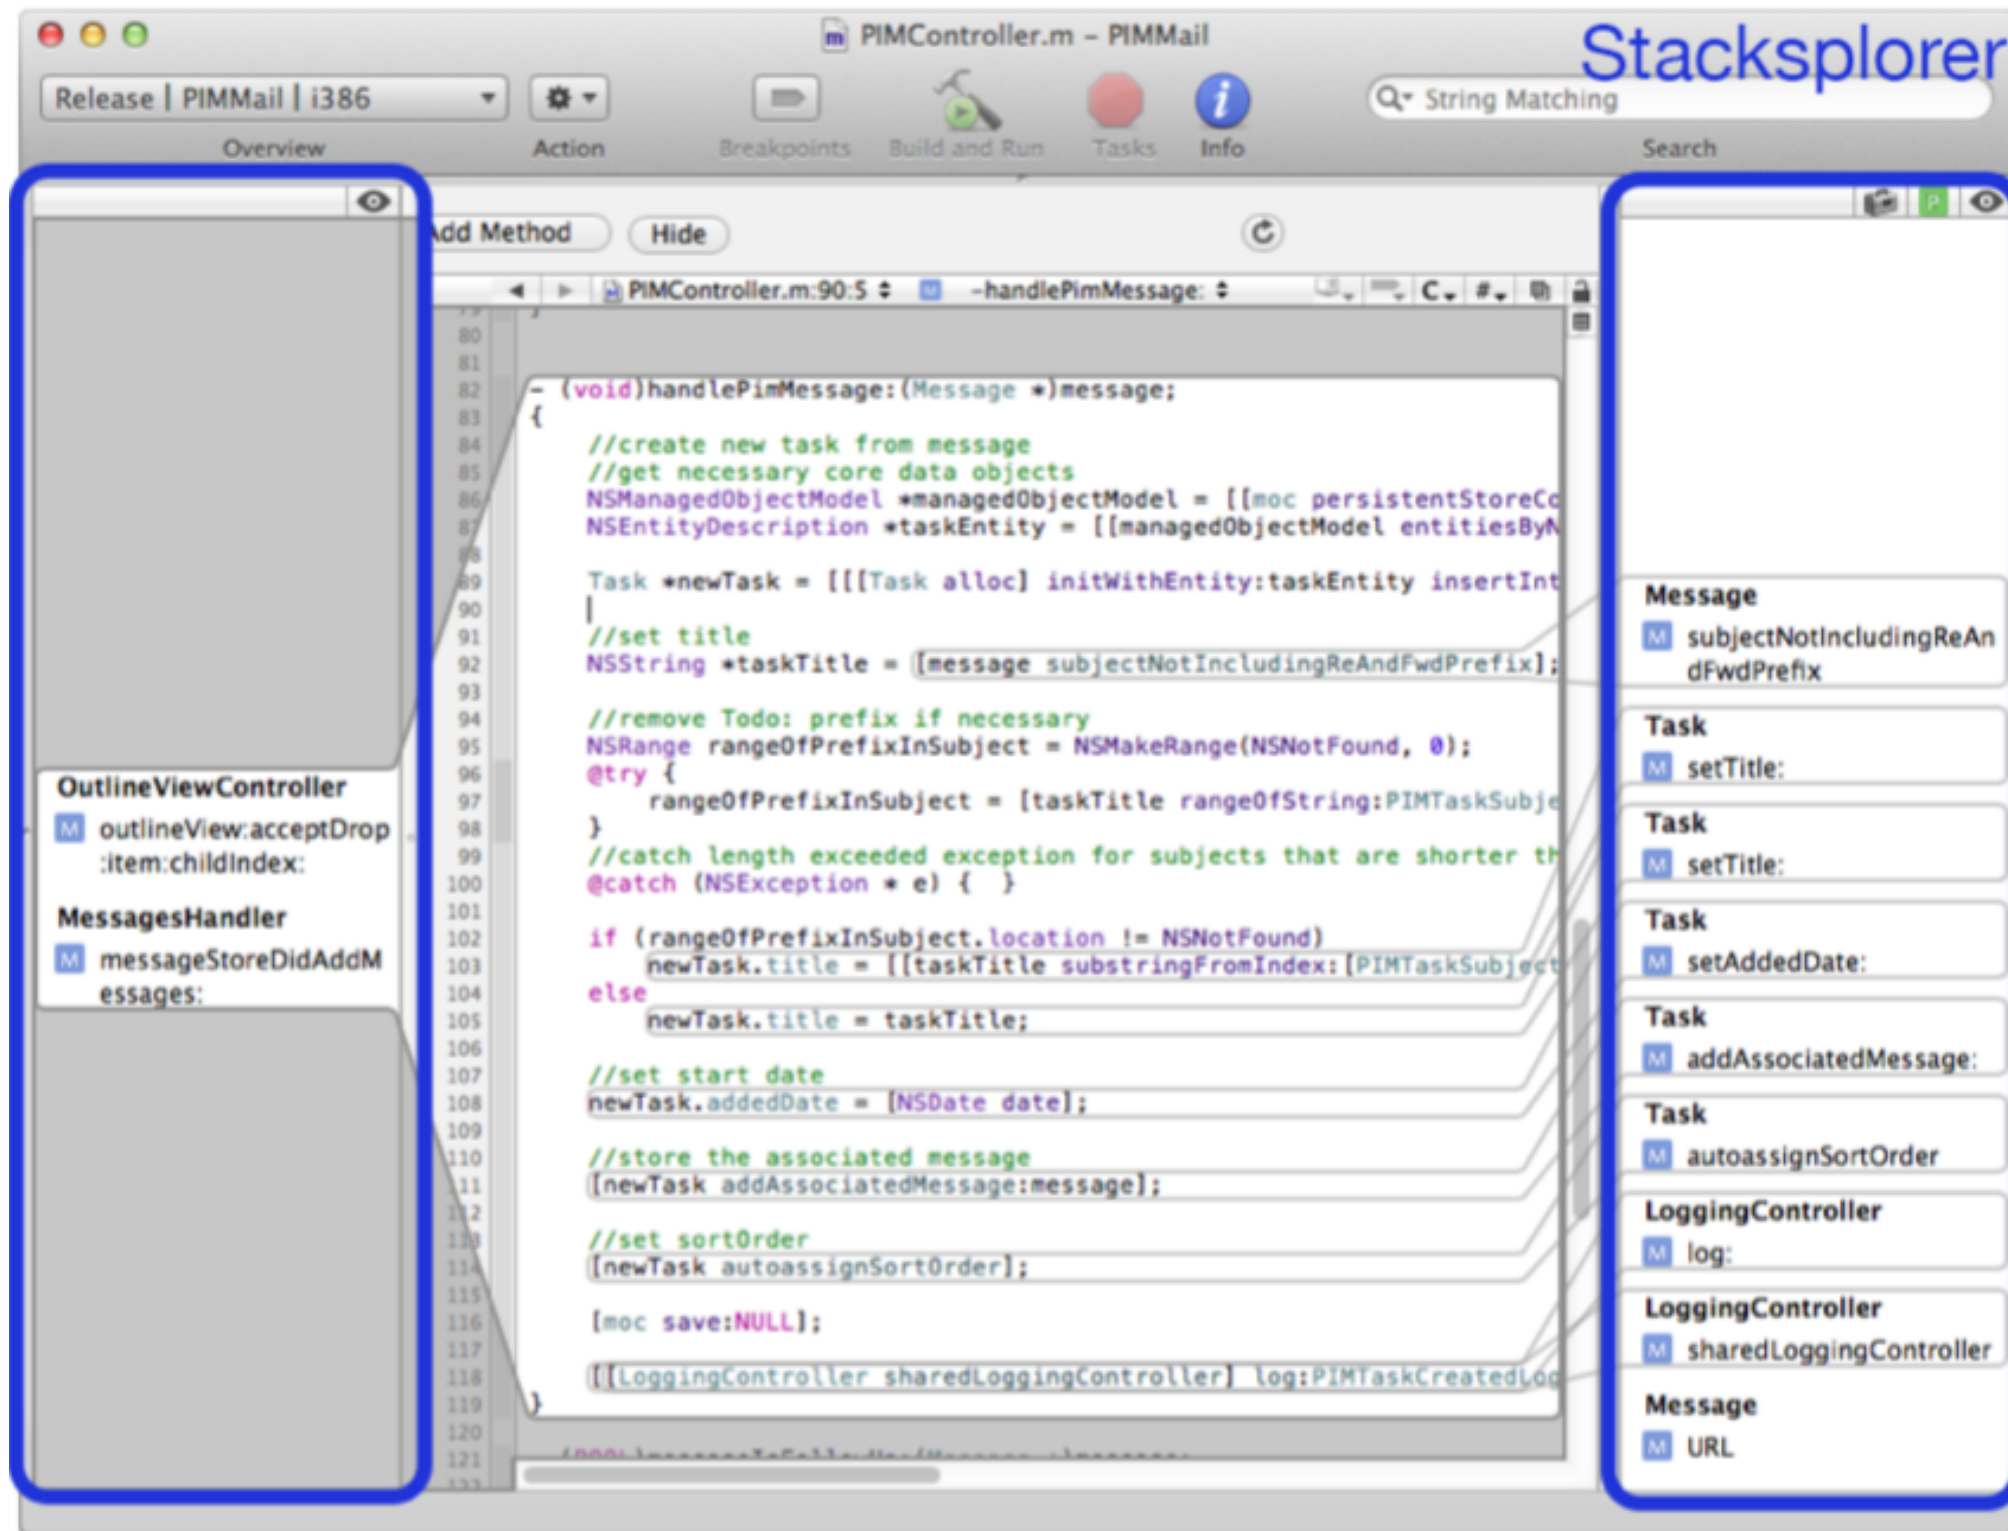 PIMController.m – PIMMail
Stacksplorer
Release | PIMMail | i386
String Matching
Overview
Action
Breakpoints
Build and Run
Tasks
Info
Search
Add Method
Hide
PIMController.m:90:5
M
-handlePimMessage:
C
#
OutlineViewController
M outlineView:acceptDrop
:item:childIndex:
MessagesHandler
M messageStoreDidAddM
essages:
79 }
80
81
82 - (void)handlePimMessage:(Message *)message;
83 {
84 //create new task from message
85 //get necessary core data objects
86 NSManagedObjectModel *managedObjectModel = [[moc persistentStoreCo
87 NSEntityDescription *taskEntity = [[managedObjectModel entitiesByN
88
89 Task *newTask = [[[Task alloc] initWithEntity:taskEntity insertInt
90
91 //set title
92 NSString *taskTitle = [message subjectNotIncludingReAndFwdPrefix];
93
94 //remove Todo: prefix if necessary
95 NSRange rangeOfPrefixInSubject = NSMakeRange(NSNotFound, 0);
96 @try {
97 rangeOfPrefixInSubject = [taskTitle rangeOfString:PIMTaskSubje
98 }
99 //catch length exceeded exception for subjects that are shorter th
100 @catch (NSException * e) { }
101
102 if (rangeOfPrefixInSubject.location != NSNotFound)
103 newTask.title = [[taskTitle substringFromIndex:[PIMTaskSubject
104 else
105 newTask.title = taskTitle;
106
107 //set start date
108 newTask.addedDate = [NSDate date];
109
110 //store the associated message
111 [newTask addAssociatedMessage:message];
112
113 //set sortOrder
114 [newTask autoassignSortOrder];
115
116 [moc save:NULL];
117
118 [[LoggingController sharedLoggingController] log:PIMTaskCreatedLog
119 }
120
121
P
Message
M subjectNotIncludingReAn
dFwdPrefix
Task
M setTitle:
Task
M setTitle:
Task
M setAddedDate:
Task
M addAssociatedMessage:
Task
M autoassignSortOrder
LoggingController
M log:
LoggingController
M sharedLoggingController
Message
M URL